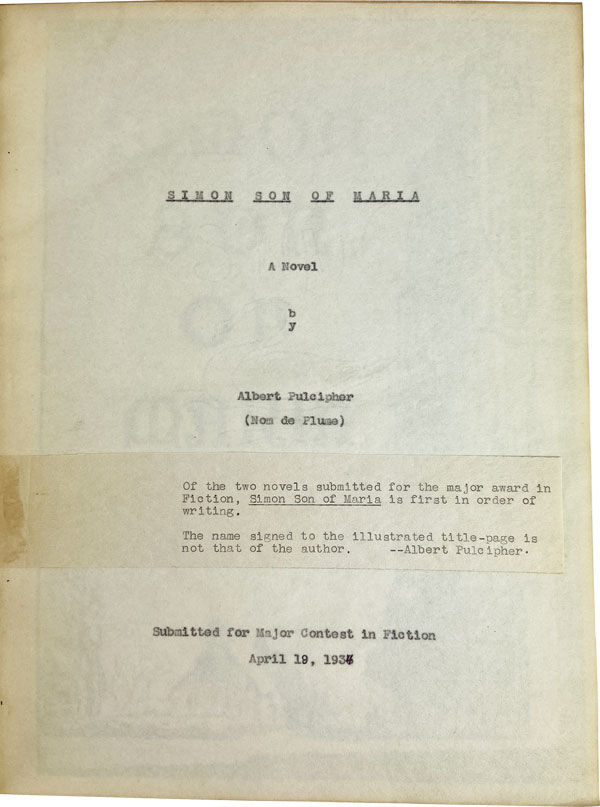 SIMON SON OF MARIA
A Novel
b
y
Albert Pulcipher
(Nom de Plume)
Of the two novels submitted for the major award in
Fiction, Simon Son of Maria is first in order of
writing.
The name signed to the illustrated title-page is
not that of the author. --Albert Pulcipher.
Submitted for Major Contest in Fiction
April 19,